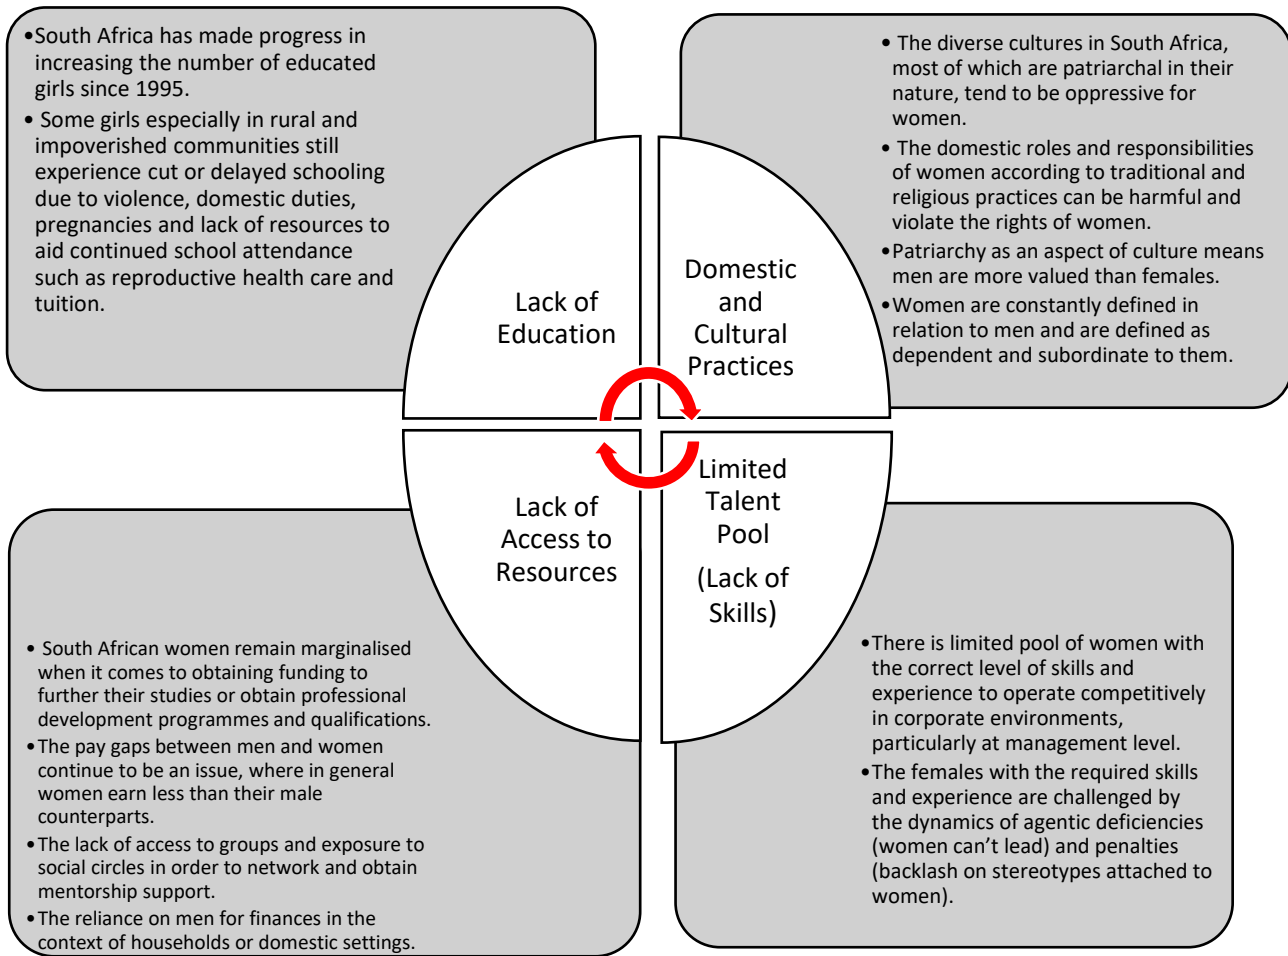 •South Africa has made progress in
increasing the number of educated
girls since 1995.
• Some girls especially in rural and
impoverished communities still
experience cut or delayed schooling
due to violence, domestic duties,
pregnancies and lack of resources to
aid continued school attendance
such as reproductive health care and
tuition.
• The diverse cultures in South Africa,
most of which are patriarchal in their
nature, tend to be oppressive for
women.
• The domestic roles and responsibilities
of women according to traditional and
religious practices can be harmful and
violate the rights of women.
•Patriarchy as an aspect of culture means
men are more valued than females.
•Women are constantly defined in
relation to men and are defined as
dependent and subordinate to them.
Lack of
Education
Domestic
and
Cultural
Practices
Lack of
Access to
Resources
Limited
Talent
Pool
(Lack of
Skills)
• South African women remain marginalised
when it comes to obtaining funding to
further their studies or obtain professional
development programmes and qualifications.
•The pay gaps between men and women
continue to be an issue, where in general
women earn less than their male
counterparts.
•The lack of access to groups and exposure to
social circles in order to network and obtain
mentorship support.
•The reliance on men for finances in the
context of households or domestic settings.
•There is limited pool of women with
the correct level of skills and
experience to operate competitively
in corporate environments,
particularly at management level.
•The females with the required skills
and experience are challenged by
the dynamics of agentic deficiencies
(women can't lead) and penalties
(backlash on stereotypes attached to
women).